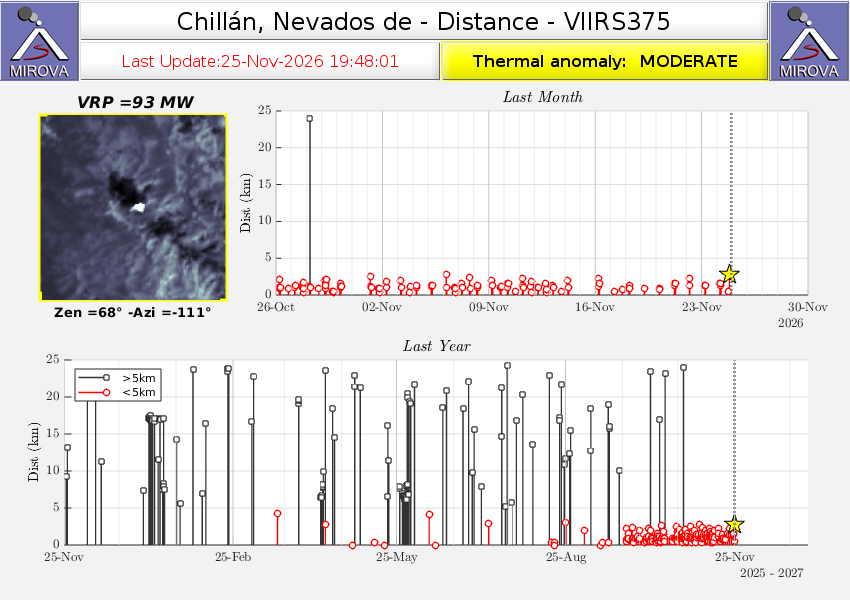 MIROVA
Chillán, Nevados de - Distance - VIIRS375
MIROVA
Last Update:25-Nov-2026 19:48:01
Thermal anomaly: MODERATE
VRP =93 MW
Zen =68° -Azi =-111°
Last Month
Dist (km)
25
20
15
10
5
0
26-Oct 02-Nov 09-Nov 16-Nov 23-Nov 30-Nov
2026
Last Year
Dist (km)
25
20
15
10
5
0
>5km
<5km
25-Nov 25-Feb 25-May 25-Aug 25-Nov
2025 - 2027